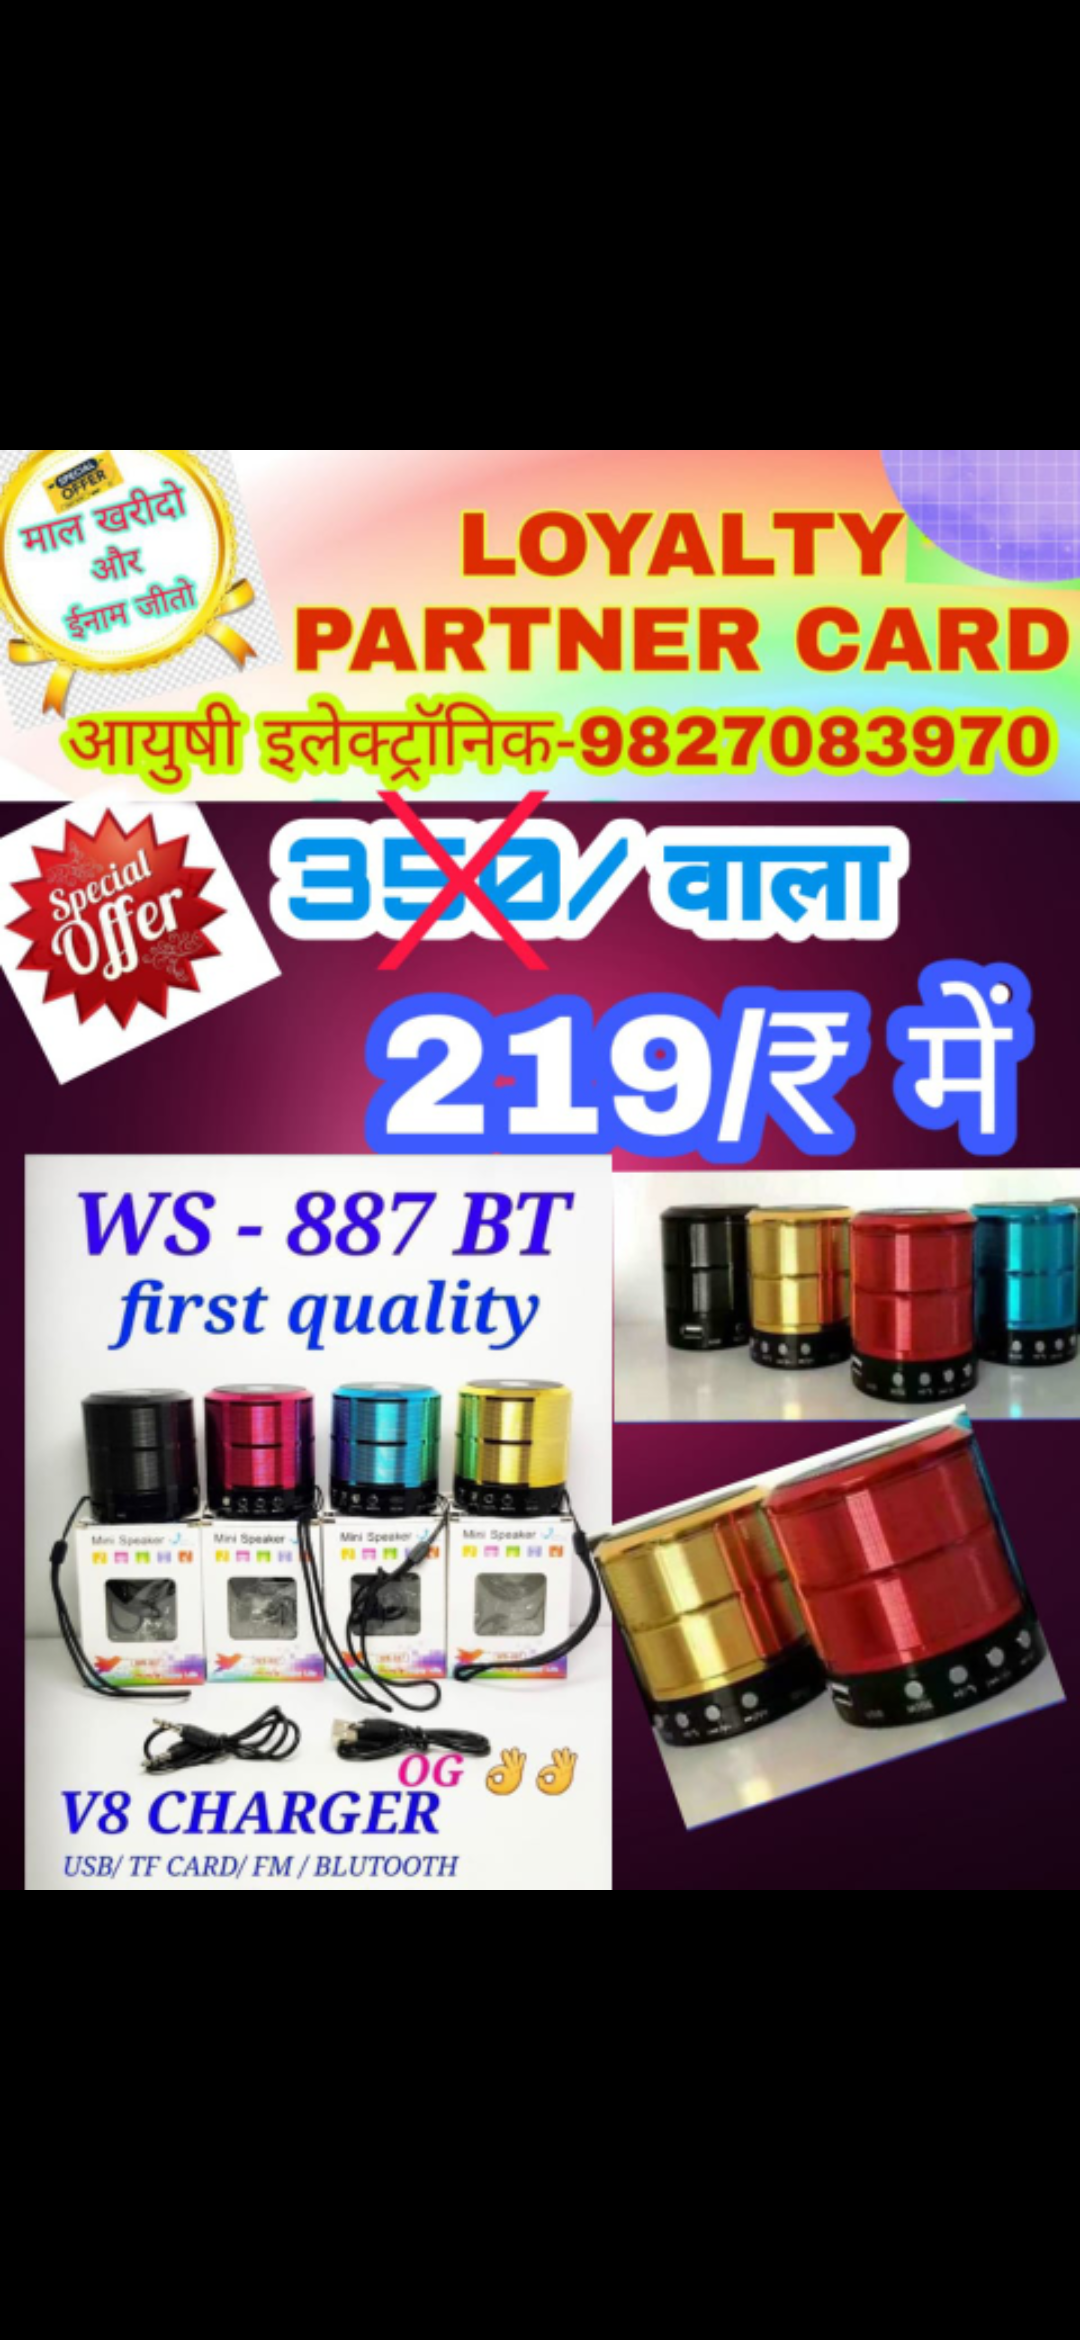 SPECIAL
OFFER
माल खरीदो
और
ईनाम जीतो
LOYALTY
PARTNER CARD
आयुषी इलेक्ट्रॉनिक-9827083970
Special
Offer
350/ वाला
219/₹ में
WS - 887 BT
first quality
Mini Speaker
Mini Speaker
Mini Speaker
Mini Speaker
OG 👌👌
V8 CHARGER
USB/ TF CARD/ FM / BLUTOOTH